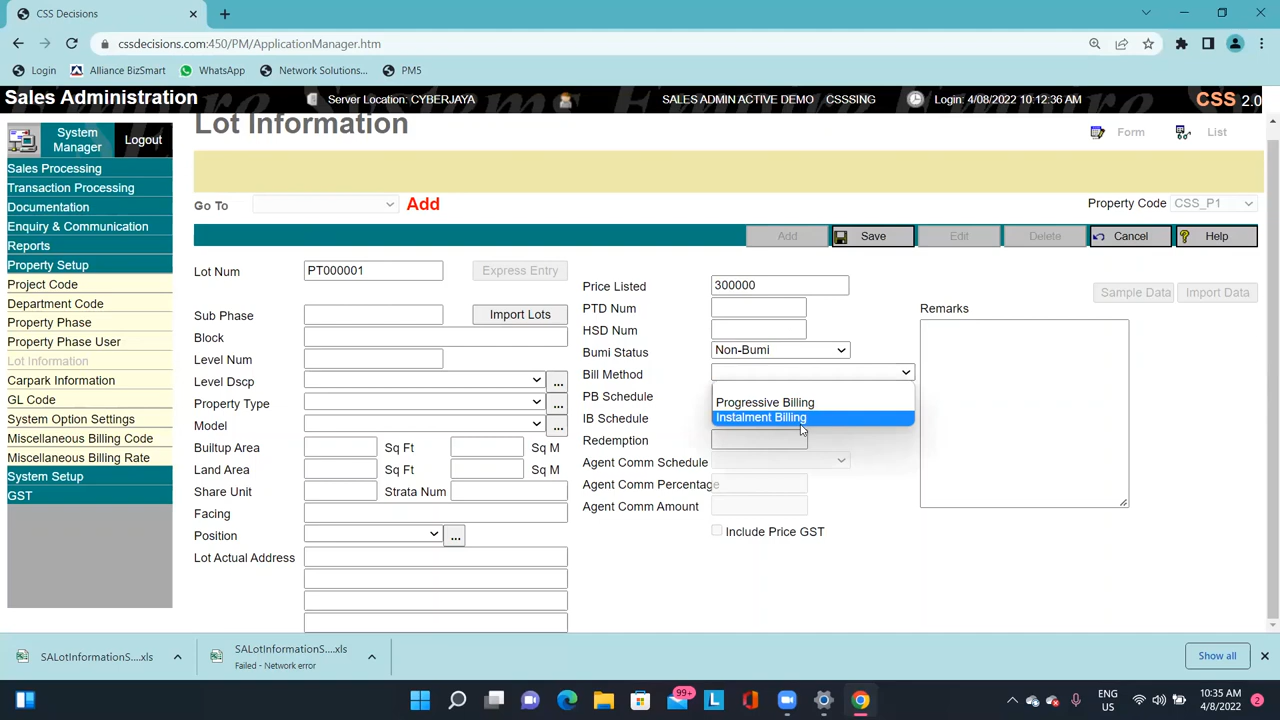 CSS Decisions
cssdecisions.com:450/PM/ApplicationManager.htm
Login
Alliance BizSmart
WhatsApp
Network Solutions...
PM5
Sales Administration
Server Location: CYBERJAYA
SALES ADMIN ACTIVE DEMO
CSSSING
Login: 4/08/2022 10:12:36 AM
CSS 2.0
System Manager
Logout
Lot Information
Form
List
Sales Processing
Transaction Processing
Documentation
Enquiry & Communication
Reports
Property Setup
Project Code
Department Code
Property Phase
Property Phase User
Lot Information
Carpark Information
GL Code
System Option Settings
Miscellaneous Billing Code
Miscellaneous Billing Rate
System Setup
GST
Go To
Add
Property Code CSS_P1
Add
Save
Edit
Delete
Cancel
? Help
Lot Num PT000001
Express Entry
Sub Phase
Import Lots
Block
Level Num
Level Dscp ...
Property Type ...
Model ...
Builtup Area Sq Ft Sq M
Land Area Sq Ft Sq M
Share Unit Strata Num
Facing
Position ...
Lot Actual Address
Price Listed 300000
PTD Num
HSD Num
Bumi Status Non-Bumi
Bill Method
PB Schedule Progressive Billing
IB Schedule Instalment Billing
Redemption
Agent Comm Schedule
Agent Comm Percentage
Agent Comm Amount
Include Price GST
Sample Data
Import Data
Remarks
SALotInformationS....xls
SALotInformationS....xls
Failed - Network error
Show all
99+
L
ENG
US
10:35 AM
4/8/2022
2